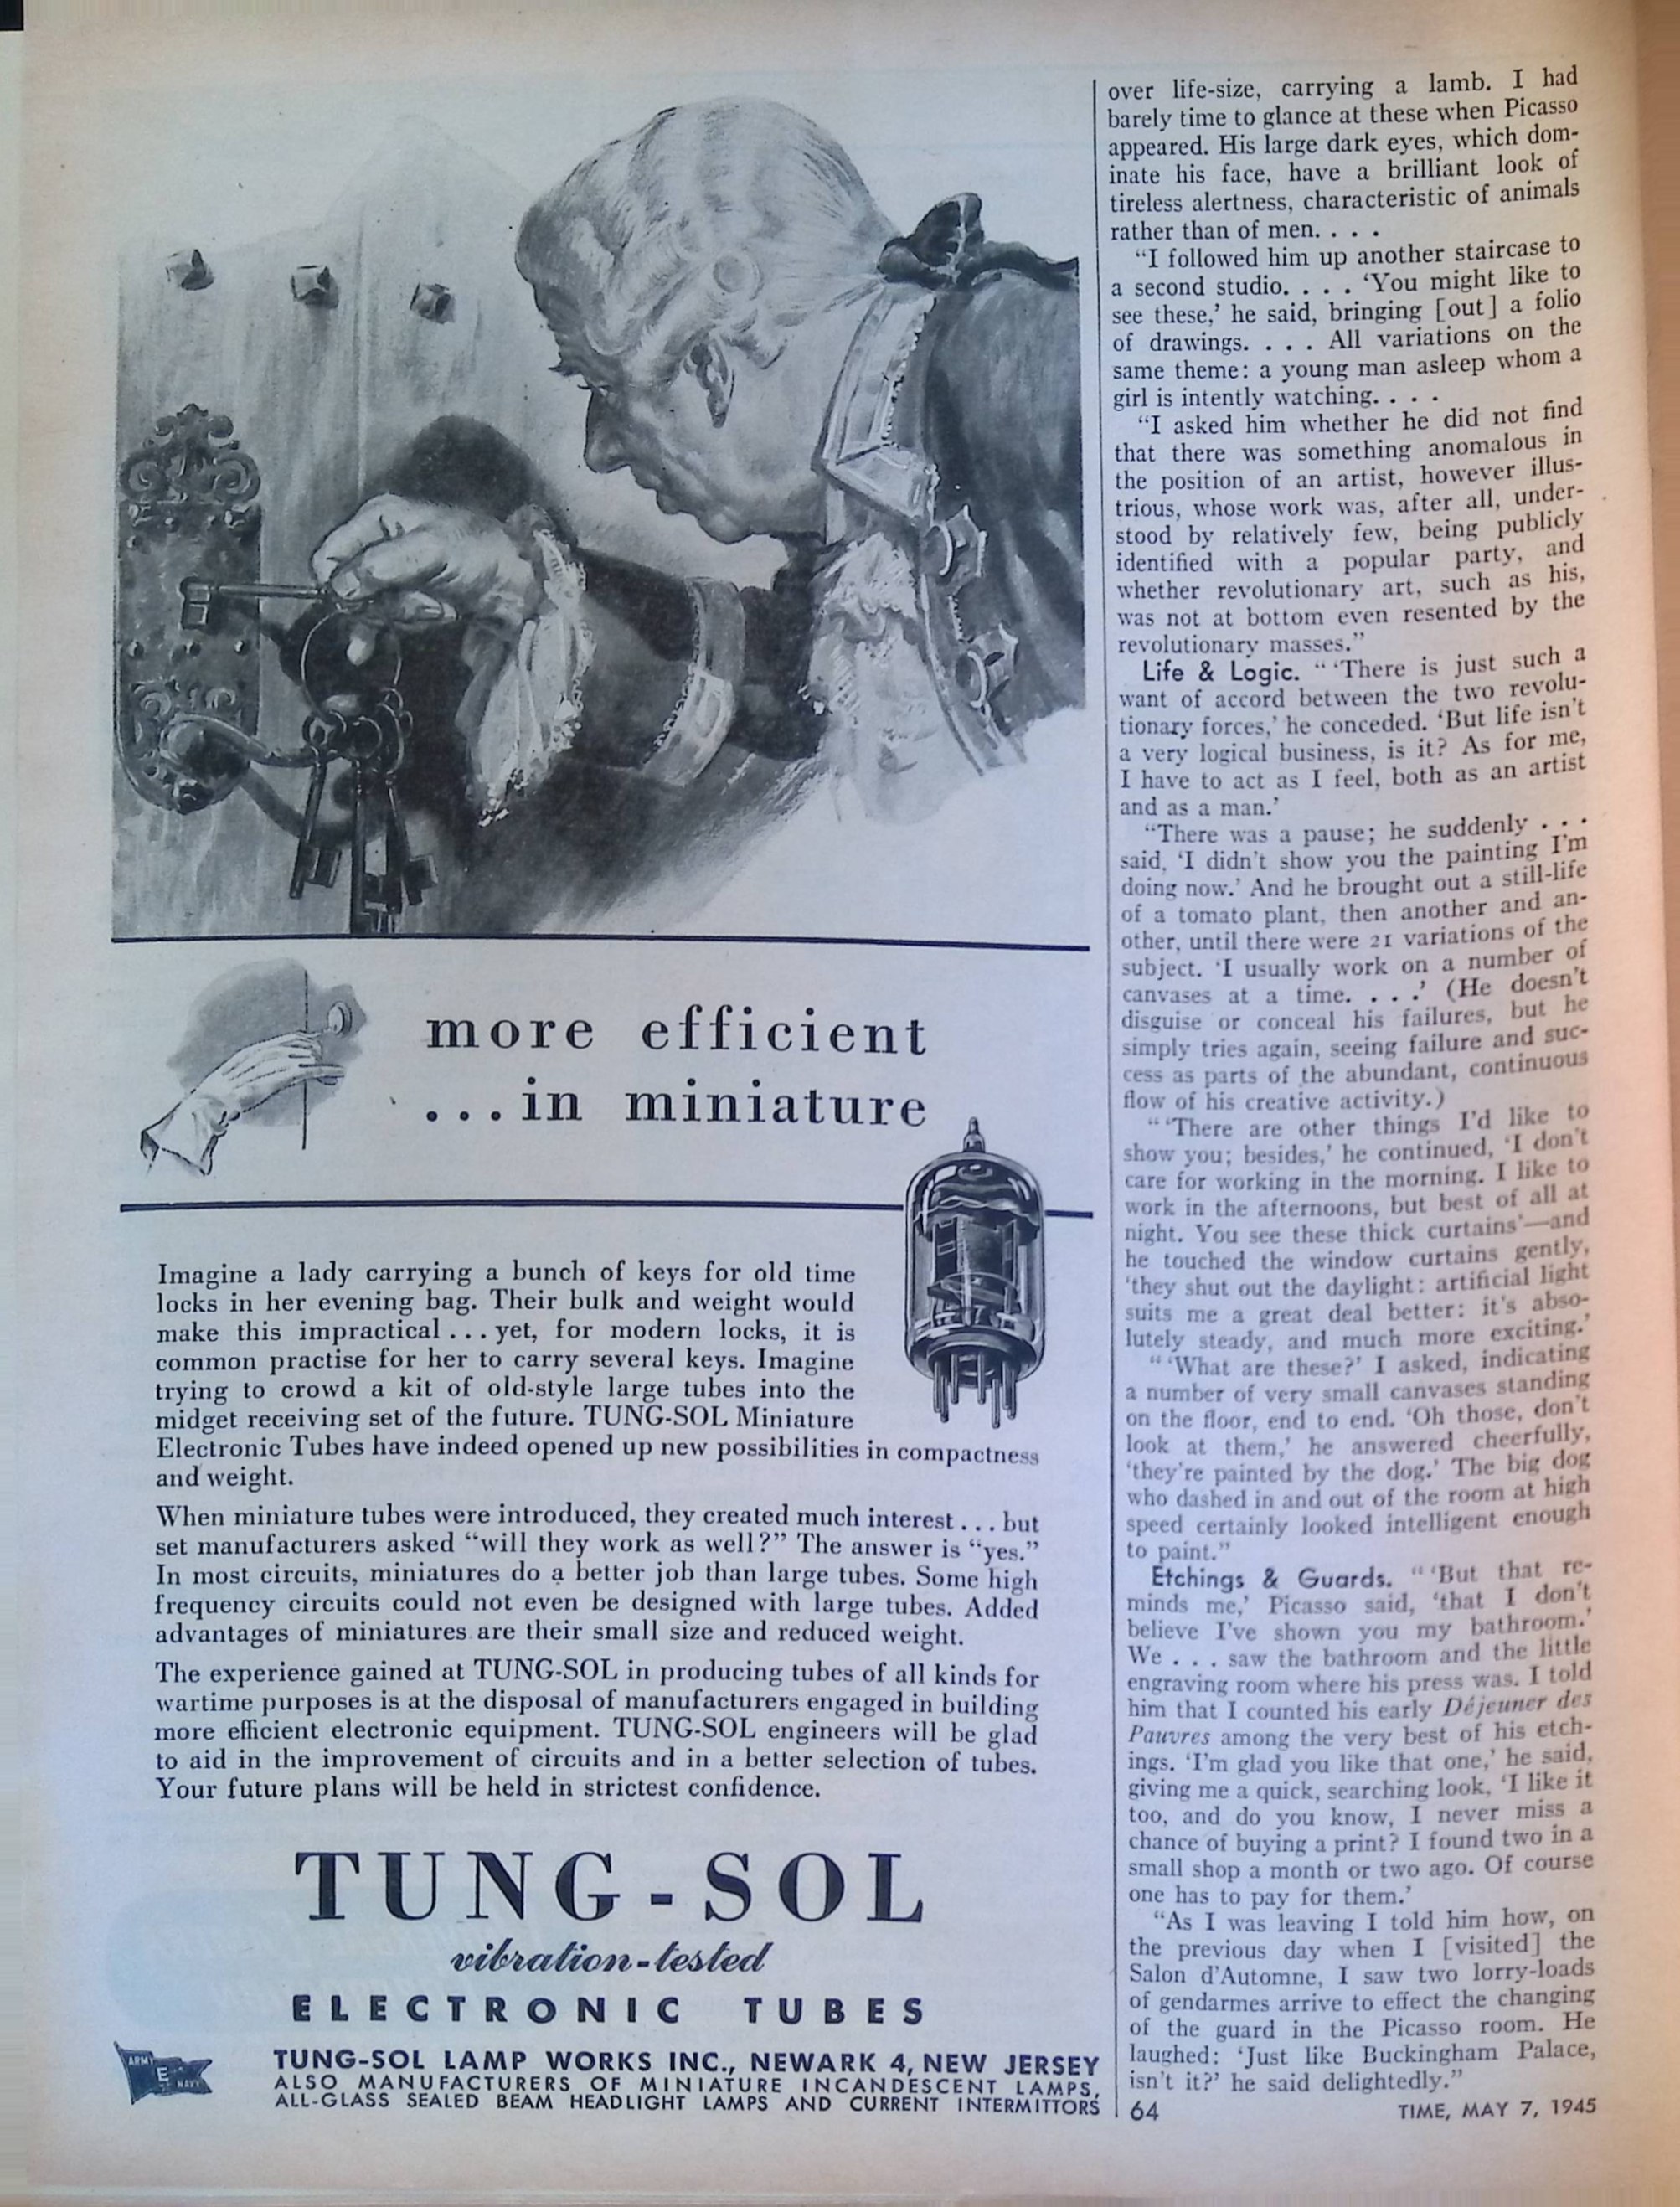 more efficient
...in miniature
Imagine a lady carrying a bunch of keys for old time
locks in her evening bag. Their bulk and weight would
make this impractical...yet, for modern locks, it is
common practise for her to carry several keys. Imagine
trying to crowd a kit of old-style large tubes into the
midget receiving set of the future. TUNG-SOL Miniature
Electronic Tubes have indeed opened up new possibilities in compactness
and weight.
When miniature tubes were introduced, they created much interest...but
set manufacturers asked “will they work as well?” The answer is “yes.”
In most circuits, miniatures do a better job than large tubes. Some high
frequency circuits could not even be designed with large tubes. Added
advantages of miniatures are their small size and reduced weight.
The experience gained at TUNG-SOL in producing tubes of all kinds for
wartime purposes is at the disposal of manufacturers engaged in building
more efficient electronic equipment. TUNG-SOL engineers will be glad
to aid in the improvement of circuits and in a better selection of tubes.
Your future plans will be held in strictest confidence.
TUNG-SOL
vibration-tested
ELECTRONIC TUBES
ARMY
E
NAVY
TUNG-SOL LAMP WORKS INC., NEWARK 4, NEW JERSEY
ALSO MANUFACTURERS OF MINIATURE INCANDESCENT LAMPS,
ALL-GLASS SEALED BEAM HEADLIGHT LAMPS AND CURRENT INTERMITTORS
over life-size, carrying a lamb. I had
barely time to glance at these when Picasso
appeared. His large dark eyes, which dom-
inate his face, have a brilliant look of
tireless alertness, characteristic of animals
rather than of men. . . .
“I followed him up another staircase to
a second studio. . . . ‘You might like to
see these,’ he said, bringing [out] a folio
of drawings. . . . All variations on the
same theme: a young man asleep whom a
girl is intently watching. . . .
“I asked him whether he did not find
that there was something anomalous in
the position of an artist, however illus-
trious, whose work was, after all, under-
stood by relatively few, being publicly
identified with a popular party, and
whether revolutionary art, such as his,
was not at bottom even resented by the
revolutionary masses.”
Life & Logic. “ ‘There is just such a
want of accord between the two revolu-
tionary forces,’ he conceded. ‘But life isn’t
a very logical business, is it? As for me,
I have to act as I feel, both as an artist
and as a man.’
“There was a pause; he suddenly . . .
said, ‘I didn’t show you the painting I’m
doing now.’ And he brought out a still-life
of a tomato plant, then another and an-
other, until there were 21 variations of the
subject. ‘I usually work on a number of
canvases at a time. . . .’ (He doesn’t
disguise or conceal his failures, but he
simply tries again, seeing failure and suc-
cess as parts of the abundant, continuous
flow of his creative activity.)
“ ‘There are other things I’d like to
show you; besides,’ he continued, ‘I don’t
care for working in the morning. I like to
work in the afternoons, but best of all at
night. You see these thick curtains’—and
he touched the window curtains gently,
‘they shut out the daylight: artificial light
suits me a great deal better: it’s abso-
lutely steady, and much more exciting.’
“ ‘What are these?’ I asked, indicating
a number of very small canvases standing
on the floor, end to end. ‘Oh those, don’t
look at them,’ he answered cheerfully,
‘they’re painted by the dog.’ The big dog
who dashed in and out of the room at high
speed certainly looked intelligent enough
to paint.”
Etchings & Guards. “ ‘But that re-
minds me,’ Picasso said, ‘that I don’t
believe I’ve shown you my bathroom.’
We . . . saw the bathroom and the little
engraving room where his press was. I told
him that I counted his early Déjeuner des
Pauvres among the very best of his etch-
ings. ‘I’m glad you like that one,’ he said,
giving me a quick, searching look, ‘I like it
too, and do you know, I never miss a
chance of buying a print? I found two in a
small shop a month or two ago. Of course
one has to pay for them.’
“As I was leaving I told him how, on
the previous day when I [visited] the
Salon d’Automne, I saw two lorry-loads
of gendarmes arrive to effect the changing
of the guard in the Picasso room. He
laughed: ‘Just like Buckingham Palace,
isn’t it?’ he said delightedly.”
64 TIME, MAY 7, 1945